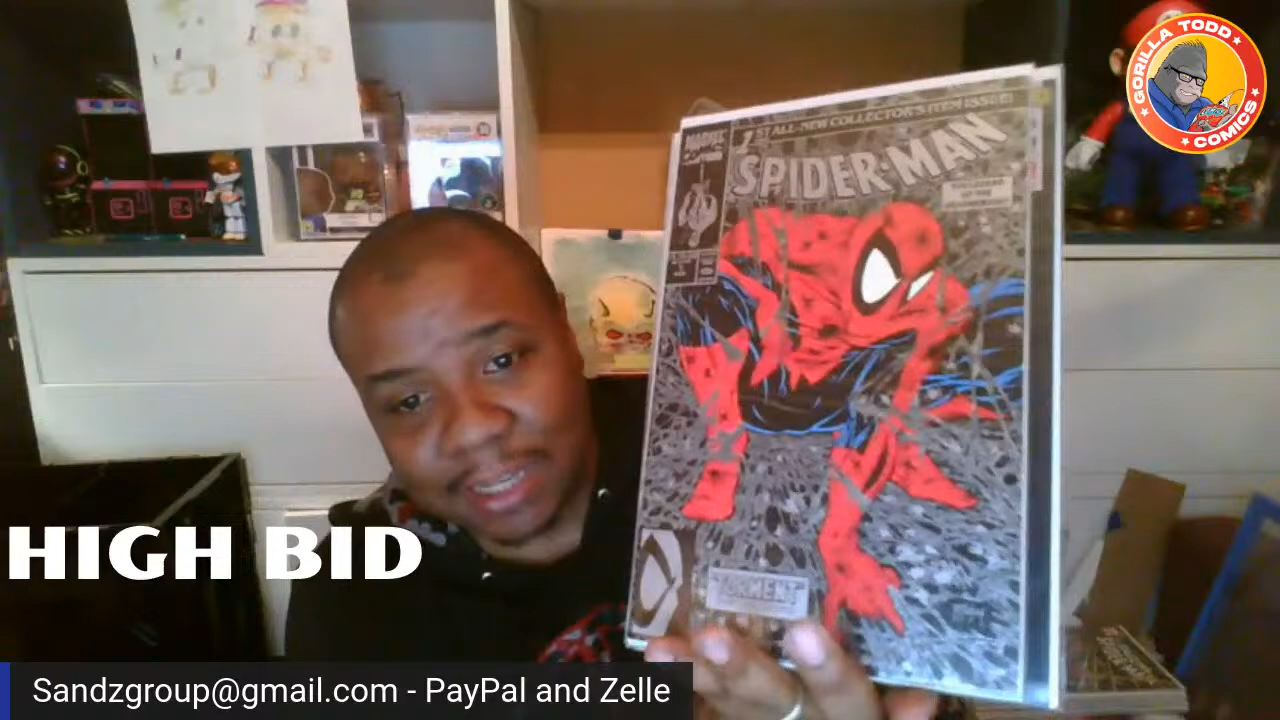 GORILLA TODD
COMICS
1ST ALL-NEW COLLECTOR'S ITEM ISSUE!
MARVEL
SPIDER-MAN
TORMENT
HIGH BID
Sandzgroup@gmail.com - PayPal and Zelle